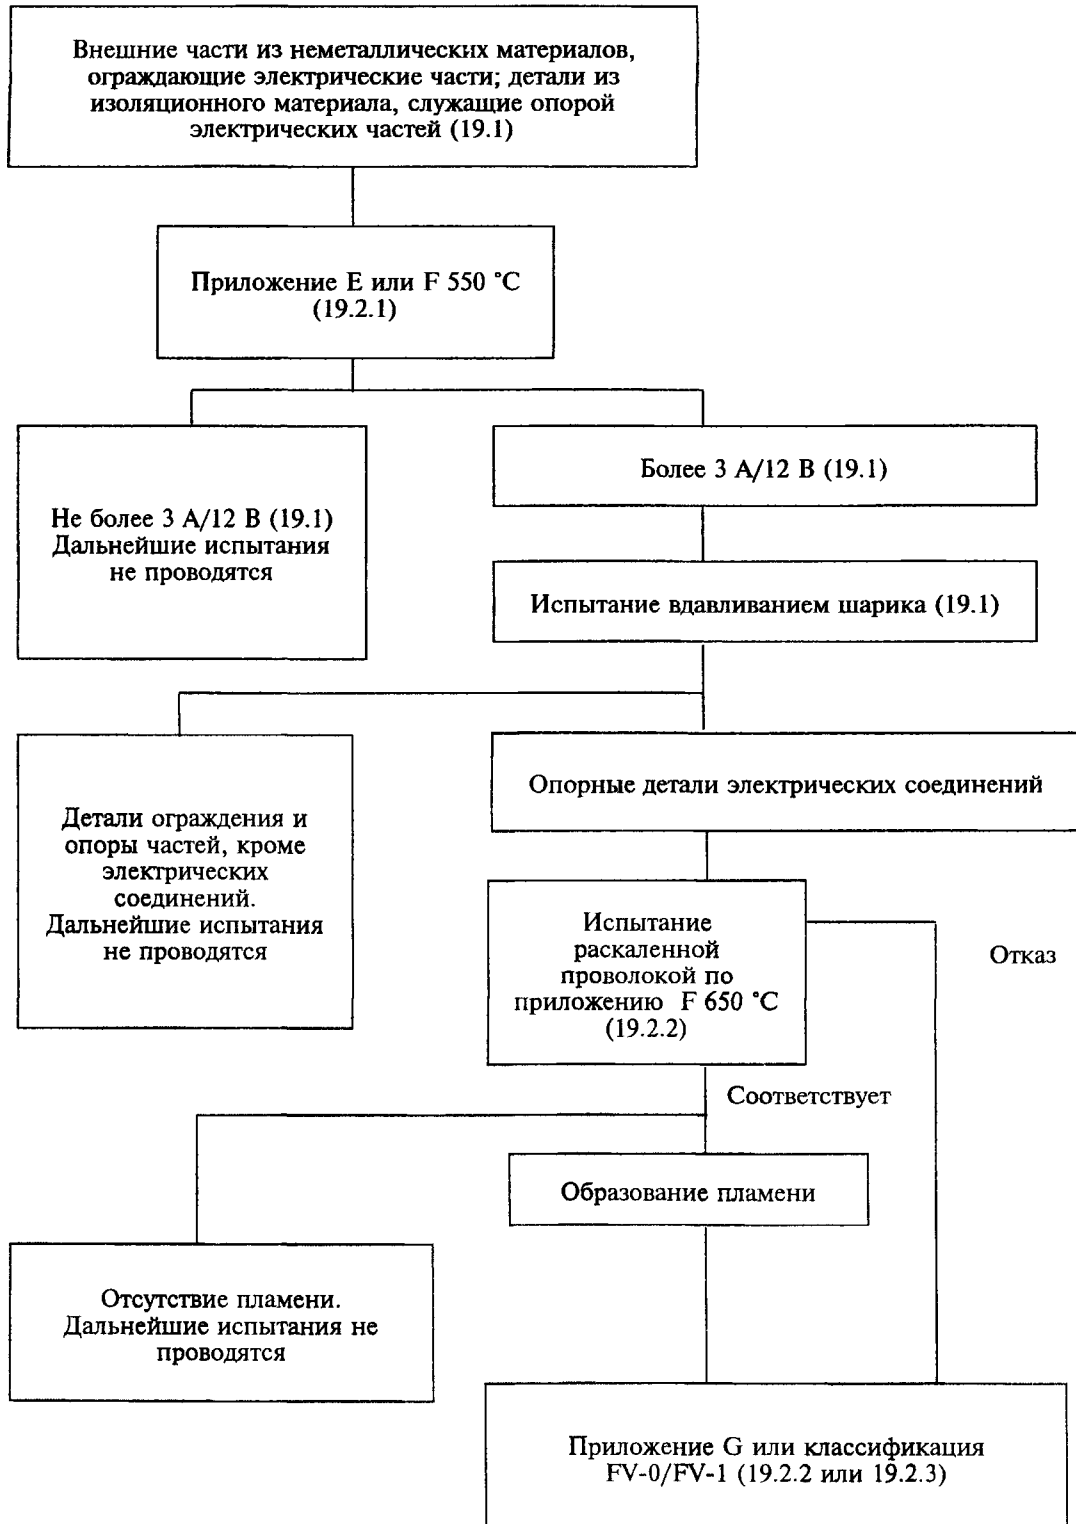 Внешние части из неметаллических материалов,
ограждающие электрические части; детали из
изоляционного материала, служащие опорой
электрических частей (19.1)
Приложение E или F 550 °C
(19.2.1)
Не более 3 А/12 В (19.1)
Дальнейшие испытания
не проводятся
Более 3 А/12 В (19.1)
Испытание вдавливанием шарика (19.1)
Детали ограждения и
опоры частей, кроме
электрических
соединений.
Дальнейшие испытания
не проводятся
Опорные детали электрических соединений
Испытание
раскаленной
проволокой по
приложению F 650 °C
(19.2.2)
Отказ
Соответствует
Образование пламени
Отсутствие пламени.
Дальнейшие испытания не
проводятся
Приложение G или классификация
FV-0/FV-1 (19.2.2 или 19.2.3)